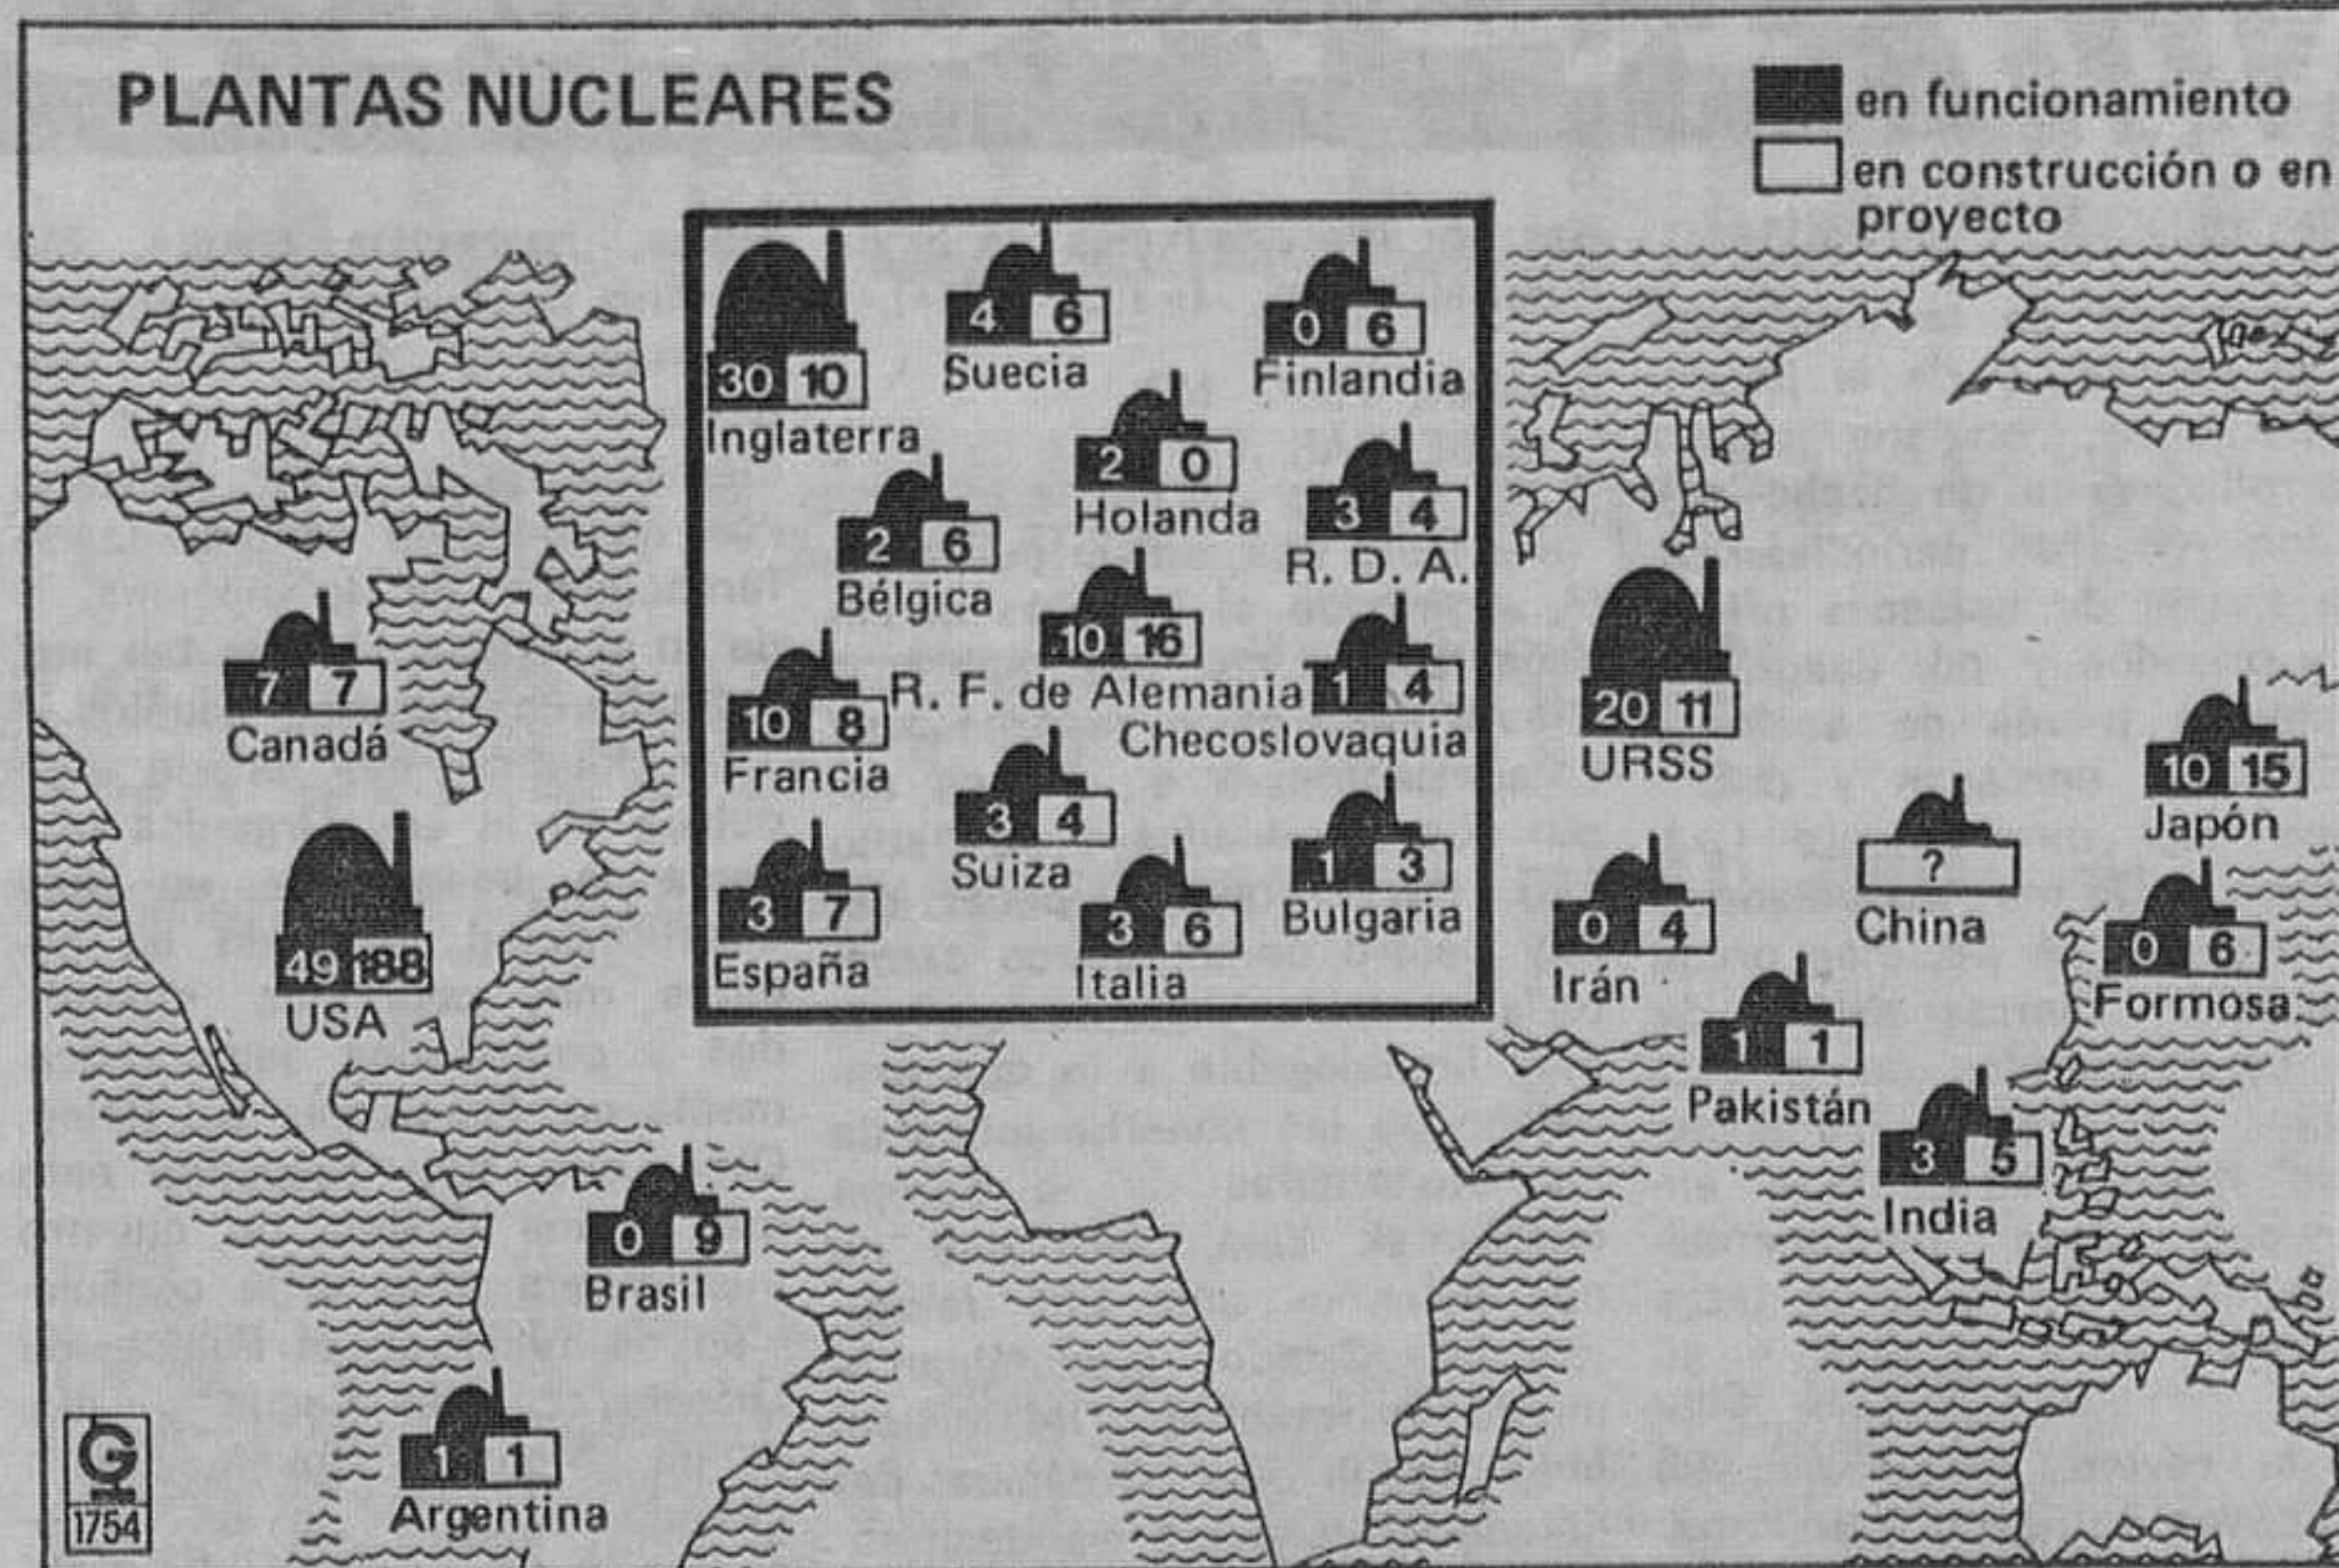 PLANTAS NUCLEARES
en funcionamiento
en construcción o en
proyecto
30 10
Inglaterra
4 6
Suecia
0 6
Finlandia
2 0
Holanda
3 4
R. D. A.
2 6
Bélgica
10 16
R. F. de Alemania
1 4
Checoslovaquia
10 8
Francia
3 4
Suiza
1 3
Bulgaria
3 7
España
3 6
Italia
7 7
Canadá
49 188
USA
0 9
Brasil
1 1
Argentina
20 11
URSS
10 15
Japón
?
China
0 4
Irán
0 6
Formosa
1 1
Pakistán
3 5
India
G
1754